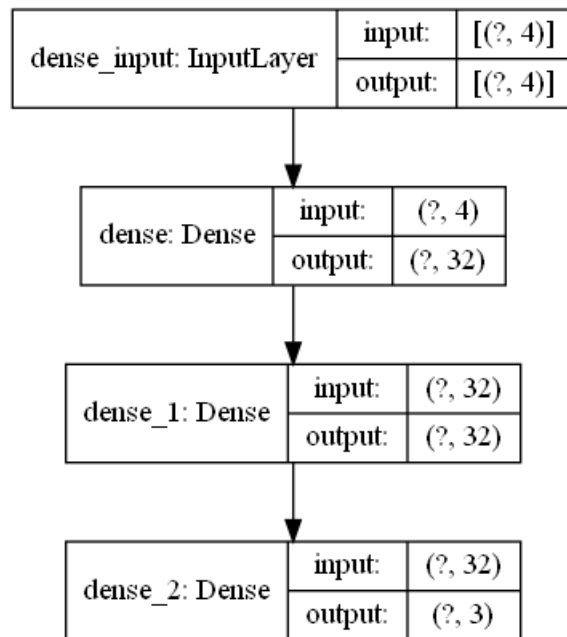 dense_input: InputLayer
input: [(?, 4)]
output: [(?, 4)]
dense: Dense
input: (?, 4)
output: (?, 32)
dense_1: Dense
input: (?, 32)
output: (?, 32)
dense_2: Dense
input: (?, 32)
output: (?, 3)